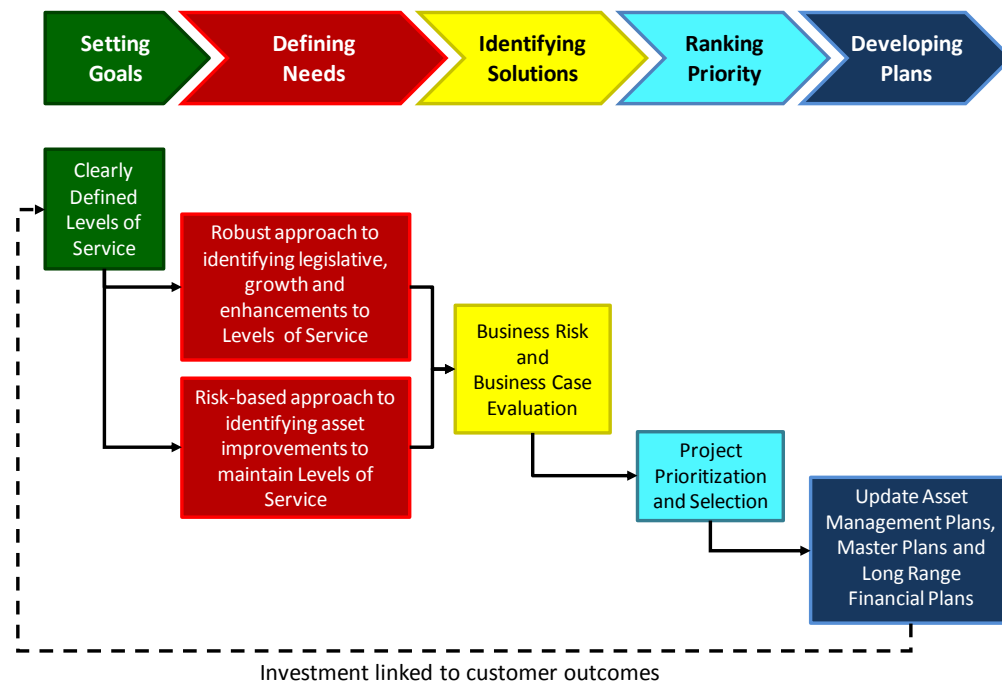 Setting
Goals
Defining
Needs
Identifying
Solutions
Ranking
Priority
Developing
Plans
Clearly
Defined
Levels of
Service
Robust approach to
identifying legislative,
growth and
enhancements to
Levels of Service
Risk-based approach to
identifying asset
improvements to
maintain Levels of
Service
Business Risk
and
Business Case
Evaluation
Project
Prioritization
and Selection
Update Asset
Management Plans,
Master Plans and
Long Range
Financial Plans
Investment linked to customer outcomes